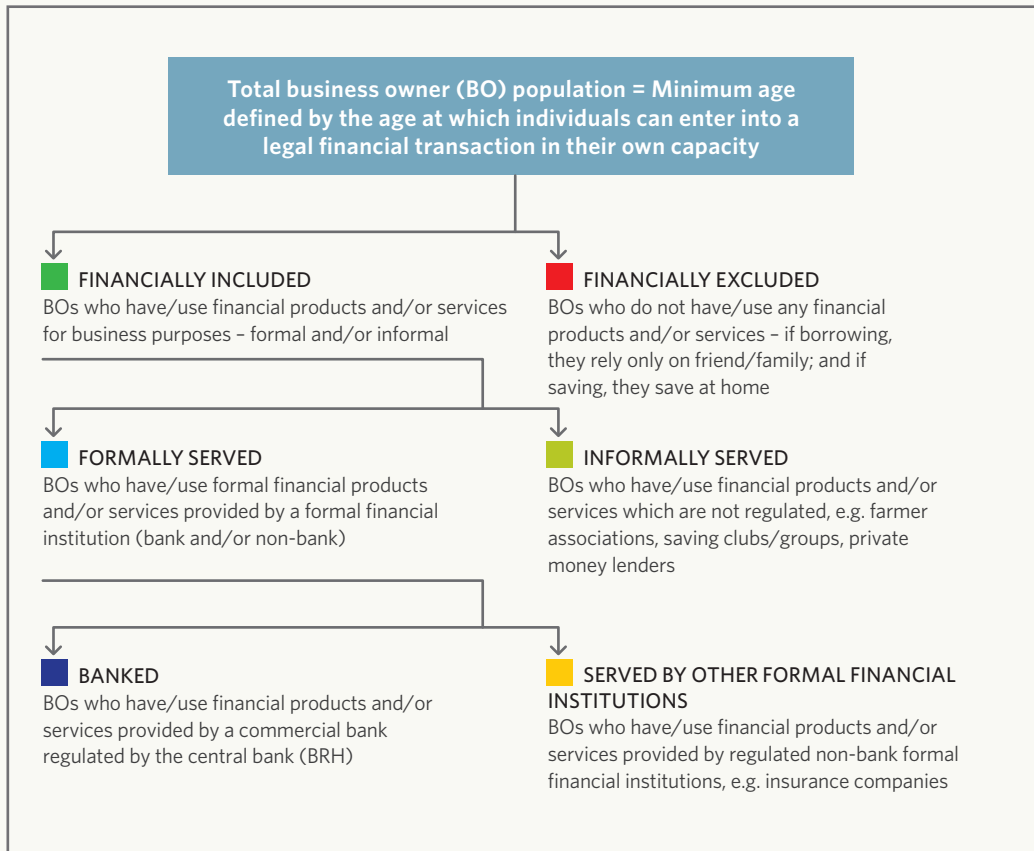 Total business owner (BO) population = Minimum age
defined by the age at which individuals can enter into a
legal financial transaction in their own capacity
FINANCIALLY INCLUDED
BOs who have/use financial products and/or services
for business purposes – formal and/or informal
FINANCIALLY EXCLUDED
BOs who do not have/use any financial
products and/or services – if borrowing,
they rely only on friend/family; and if
saving, they save at home
FORMALLY SERVED
BOs who have/use formal financial products
and/or services provided by a formal financial
institution (bank and/or non-bank)
INFORMALLY SERVED
BOs who have/use financial products and/or
services which are not regulated, e.g. farmer
associations, saving clubs/groups, private
money lenders
BANKED
BOs who have/use financial products and/or
services provided by a commercial bank
regulated by the central bank (BRH)
SERVED BY OTHER FORMAL FINANCIAL
INSTITUTIONS
BOs who have/use financial products and/or
services provided by regulated non-bank formal
financial institutions, e.g. insurance companies